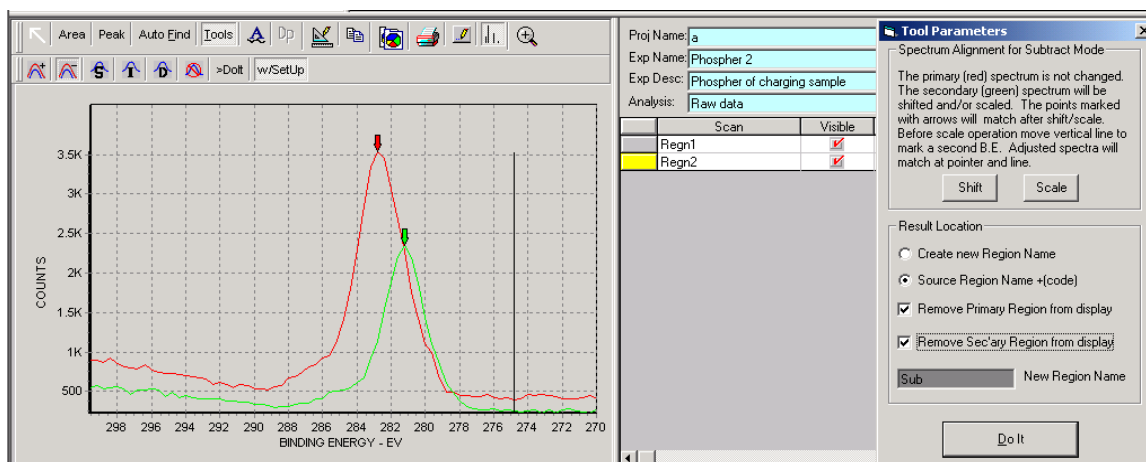 Area Peak Auto Find Tools A Dp
S I D >DoIt w/SetUp
3.5K
3K
2.5K
2K
1.5K
1K
500
COUNTS
298 296 294 292 290 288 286 284 282 280 278 276 274 272 270
BINDING ENERGY - EV
Proj Name: a
Exp Name: Phospher 2
Exp Desc: Phospher of charging sample
Analysis: Raw data
Scan Visible
Regn1
Regn2
Tool Parameters
Spectrum Alignment for Subtract Mode
The primary (red) spectrum is not changed.
The secondary (green) spectrum will be
shifted and/or scaled. The points marked
with arrows will match after shift/scale.
Before scale operation move vertical line to
mark a second B.E. Adjusted spectra will
match at pointer and line.
Shift Scale
Result Location
Create new Region Name
Source Region Name +(code)
Remove Primary Region from display
Remove Sec'ary Region from display
Sub New Region Name
Do It